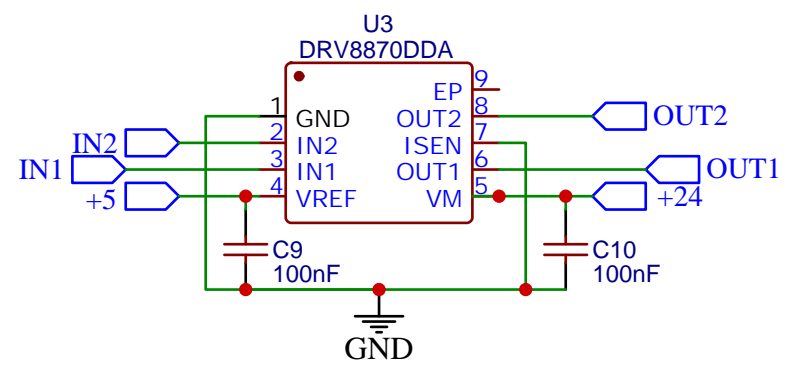 U3
DRV8870DDA
1 GND
2 IN2
3 IN1
4 VREF
EP 9
OUT2 8
ISEN 7
OUT1 6
VM 5
IN2
IN1
+5
OUT2
OUT1
+24
C9
100nF
C10
100nF
GND